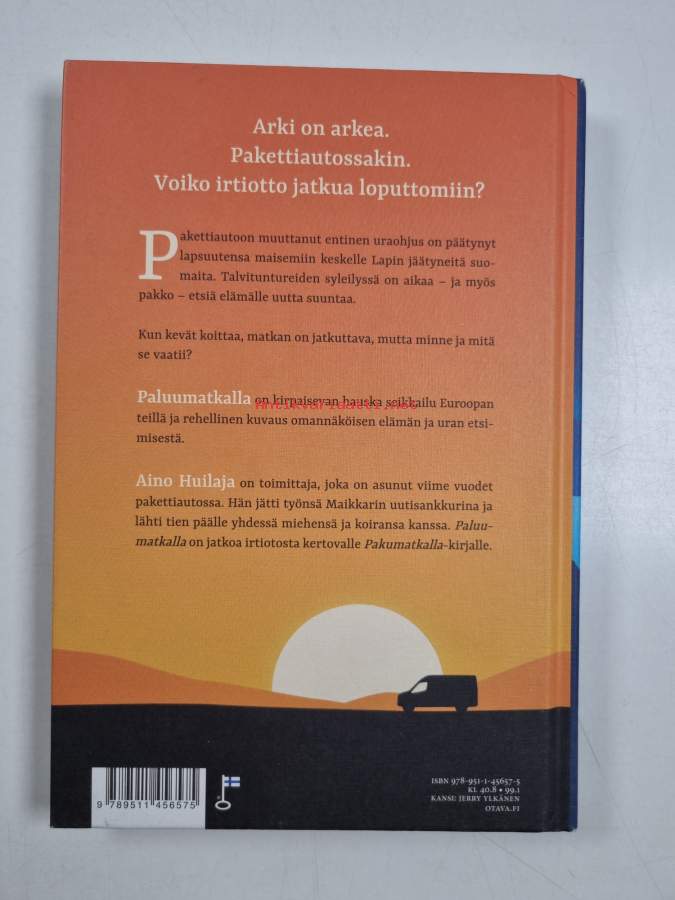 Arki on arkea.
Pakettiautossakin.
Voiko irtiotto jatkua loputtomiin?
Pakettiautoon muuttanut entinen uraohjus on päätynyt
lapsuutensa maisemiin keskelle Lapin jäätyneitä suo-
maita. Talvituntureiden syleilyssä on aikaa – ja myös
pakko – etsiä elämälle uutta suuntaa.
Kun kevät koittaa, matkan on jatkuttava, mutta minne ja mitä
se vaatii?
Paluumatkalla on kirpaisevan hauska seikkailu Euroopan
Antikvariaatti.net
teillä ja rehellinen kuvaus omannäköisen elämän ja uran etsi-
misestä.
Aino Huilaja on toimittaja, joka on asunut viime vuodet
pakettiautossa. Hän jätti työnsä Maikkarin uutisankkurina ja
lähti tien päälle yhdessä miehensä ja koiransa kanssa. Paluu-
matkalla on jatkoa irtiotosta kertovalle Pakumatkalla-kirjalle.
ISBN 978-951-1-45657-5
KL 40.8 • 99.1
KANSI: JERRY YLKÄNEN
OTAVA.FI
9 789511 456575